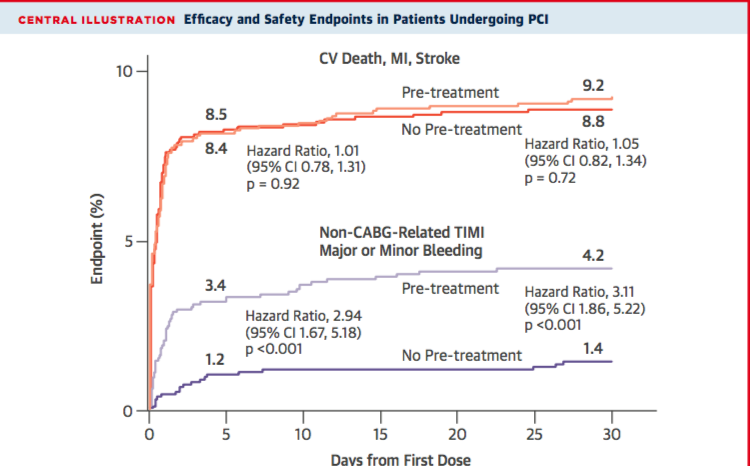 CENTRAL ILLUSTRATION Efficacy and Safety Endpoints in Patients Undergoing PCI
CV Death, MI, Stroke
10
Pre-treatment
9.2
8.5
No Pre-treatment
8.8
8.4
Hazard Ratio, 1.01
(95% CI 0.78, 1.31)
p = 0.92
Hazard Ratio, 1.05
(95% CI 0.82, 1.34)
p = 0.72
Endpoint (%)
5
Non-CABG-Related TIMI
Major or Minor Bleeding
4.2
3.4
Pre-treatment
Hazard Ratio, 2.94
(95% CI 1.67, 5.18)
p <0.001
Hazard Ratio, 3.11
(95% CI 1.86, 5.22)
p <0.001
1.2
No Pre-treatment
1.4
0
0 5 10 15 20 25 30
Days from First Dose